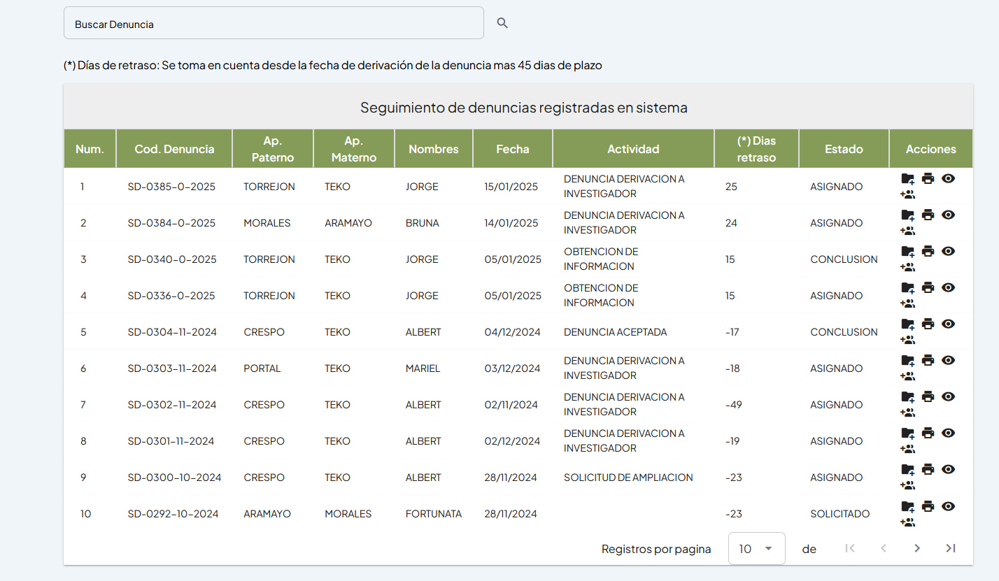 Buscar Denuncia
(*) Días de retraso: Se toma en cuenta desde la fecha de derivación de la denuncia mas 45 dias de plazo
Seguimiento de denuncias registradas en sistema
Num. Cod. Denuncia Ap. Paterno Ap. Materno Nombres Fecha Actividad (*) Dias retraso Estado Acciones
1 SD-0385-0-2025 TORREJON TEKO JORGE 15/01/2025 DENUNCIA DERIVACION A INVESTIGADOR 25 ASIGNADO
2 SD-0384-0-2025 MORALES ARAMAYO BRUNA 14/01/2025 DENUNCIA DERIVACION A INVESTIGADOR 24 ASIGNADO
3 SD-0340-0-2025 TORREJON TEKO JORGE 05/01/2025 OBTENCION DE INFORMACION 15 CONCLUSION
4 SD-0336-0-2025 TORREJON TEKO JORGE 05/01/2025 OBTENCION DE INFORMACION 15 ASIGNADO
5 SD-0304-11-2024 CRESPO TEKO ALBERT 04/12/2024 DENUNCIA ACEPTADA -17 CONCLUSION
6 SD-0303-11-2024 PORTAL TEKO MARIEL 03/12/2024 DENUNCIA DERIVACION A INVESTIGADOR -18 ASIGNADO
7 SD-0302-11-2024 CRESPO TEKO ALBERT 02/11/2024 DENUNCIA DERIVACION A INVESTIGADOR -49 ASIGNADO
8 SD-0301-11-2024 CRESPO TEKO ALBERT 02/12/2024 DENUNCIA DERIVACION A INVESTIGADOR -19 ASIGNADO
9 SD-0300-10-2024 CRESPO TEKO ALBERT 28/11/2024 SOLICITUD DE AMPLIACION -23 ASIGNADO
10 SD-0292-10-2024 ARAMAYO MORALES FORTUNATA 28/11/2024 -23 SOLICITADO
Registros por pagina 10 de